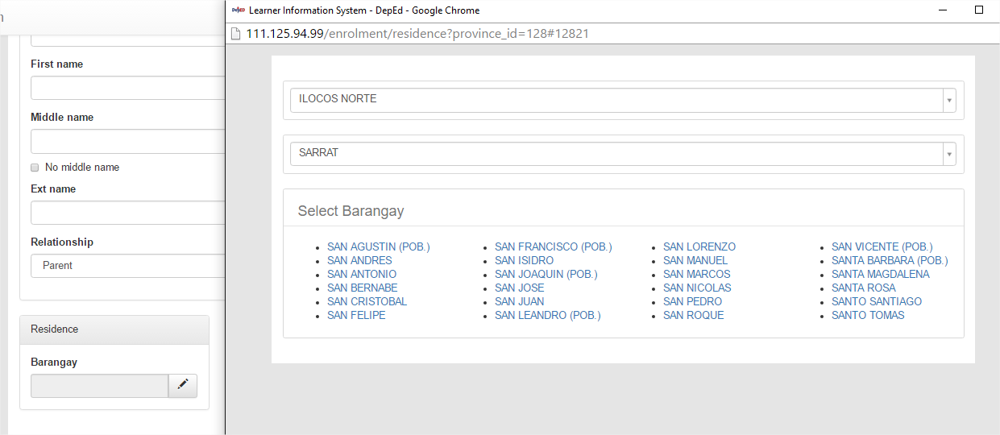 Learner Information System - DepEd - Google Chrome
111.125.94.99/enrolment/residence?province_id=128#12821
First name
Middle name
No middle name
Ext name
Relationship
Parent
Residence
Barangay
ILOCOS NORTE
SARRAT
Select Barangay
SAN AGUSTIN (POB.)
SAN ANDRES
SAN ANTONIO
SAN BERNABE
SAN CRISTOBAL
SAN FELIPE
SAN FRANCISCO (POB.)
SAN ISIDRO
SAN JOAQUIN (POB.)
SAN JOSE
SAN JUAN
SAN LEANDRO (POB.)
SAN LORENZO
SAN MANUEL
SAN MARCOS
SAN NICOLAS
SAN PEDRO
SAN ROQUE
SAN VICENTE (POB.)
SANTA BARBARA (POB.)
SANTA MAGDALENA
SANTA ROSA
SANTO SANTIAGO
SANTO TOMAS